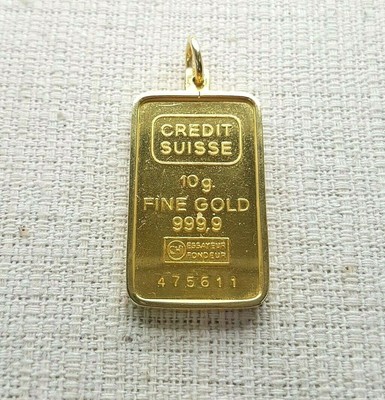 CREDIT
SUISSE
10g.
FINE GOLD
999,9
ESSAYEUR
FONDEUR
475611